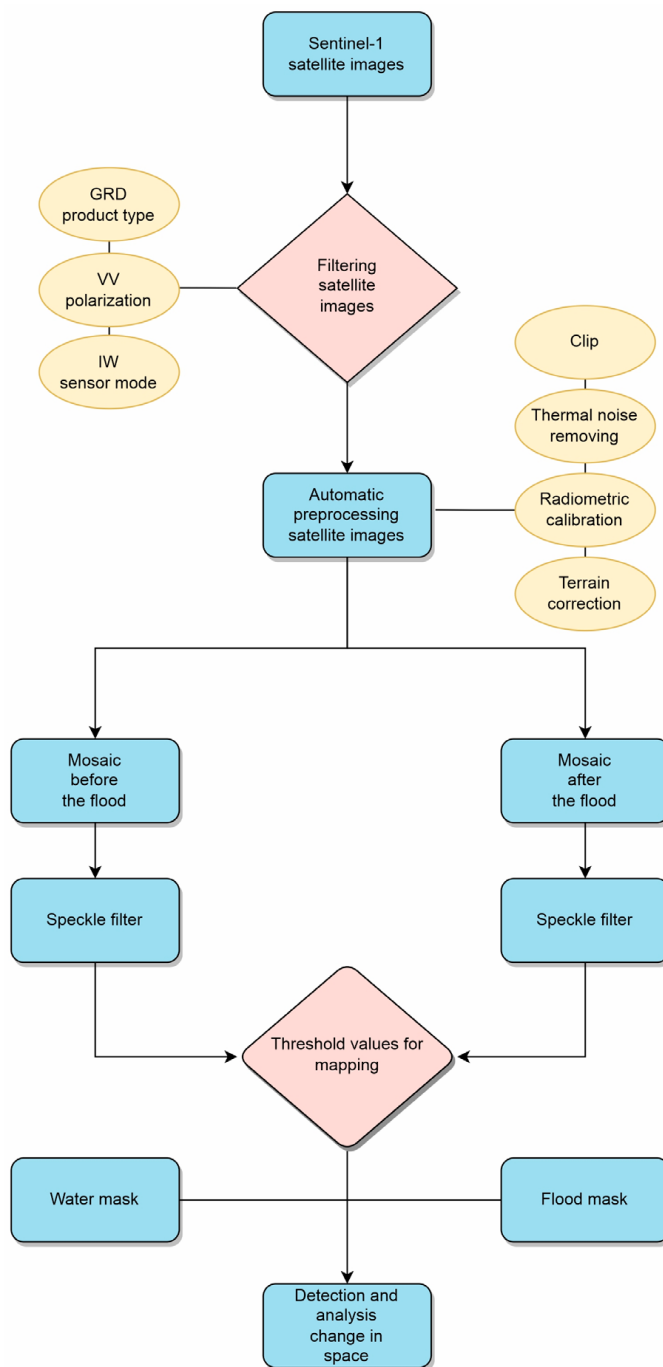 Sentinel-1
satellite images
GRD
product type
VV
polarization
IW
sensor mode
Filtering
satellite
images
Clip
Thermal noise
removing
Radiometric
calibration
Terrain
correction
Automatic
preprocessing
satellite images
Mosaic
before
the flood
Mosaic
after
the flood
Speckle filter
Speckle filter
Threshold values for
mapping
Water mask
Flood mask
Detection and
analysis
change in
space